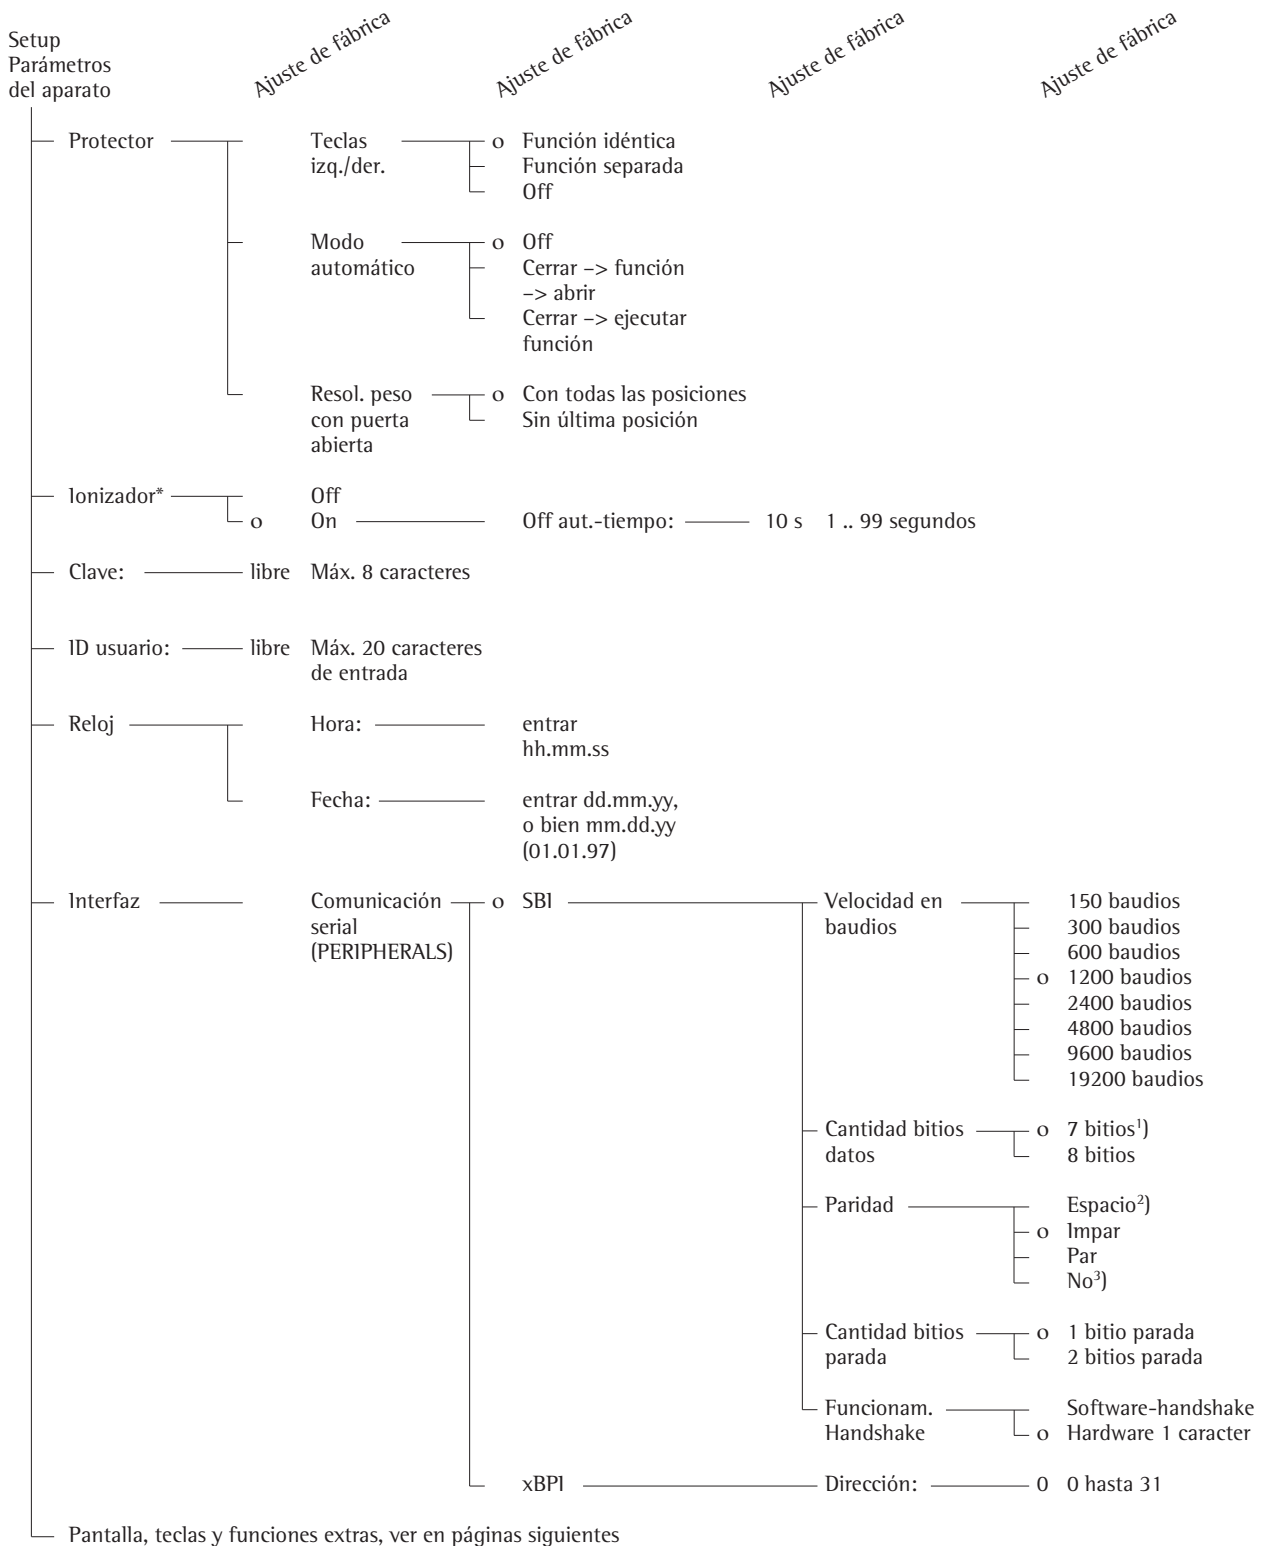 Setup
Parámetros
del aparato
Ajuste de fábrica
Ajuste de fábrica
Ajuste de fábrica
Ajuste de fábrica
Protector
Teclas
izq./der.
o Función idéntica
Función separada
Off
Modo
automático
o Off
Cerrar –> función
–> abrir
Cerrar –> ejecutar
función
Resol. peso
con puerta
abierta
o Con todas las posiciones
Sin última posición
Ionizador*
Off
o On
Off aut.-tiempo:
10 s 1 .. 99 segundos
Clave:
libre Máx. 8 caracteres
ID usuario:
libre Máx. 20 caracteres
de entrada
Reloj
Hora:
entrar
hh.mm.ss
Fecha:
entrar dd.mm.yy,
o bien mm.dd.yy
(01.01.97)
Interfaz
Comunicación
serial
(PERIPHERALS)
o SBI
Velocidad en
baudios
150 baudios
300 baudios
600 baudios
o 1200 baudios
2400 baudios
4800 baudios
9600 baudios
19200 baudios
Cantidad bitios
datos
o 7 bitios¹)
8 bitios
Paridad
Espacio²)
o Impar
Par
No³)
Cantidad bitios
parada
o 1 bitio parada
2 bitios parada
Funcionam.
Handshake
Software-handshake
o Hardware 1 caracter
xBPI
Dirección:
0 0 hasta 31
Pantalla, teclas y funciones extras, ver en páginas siguientes